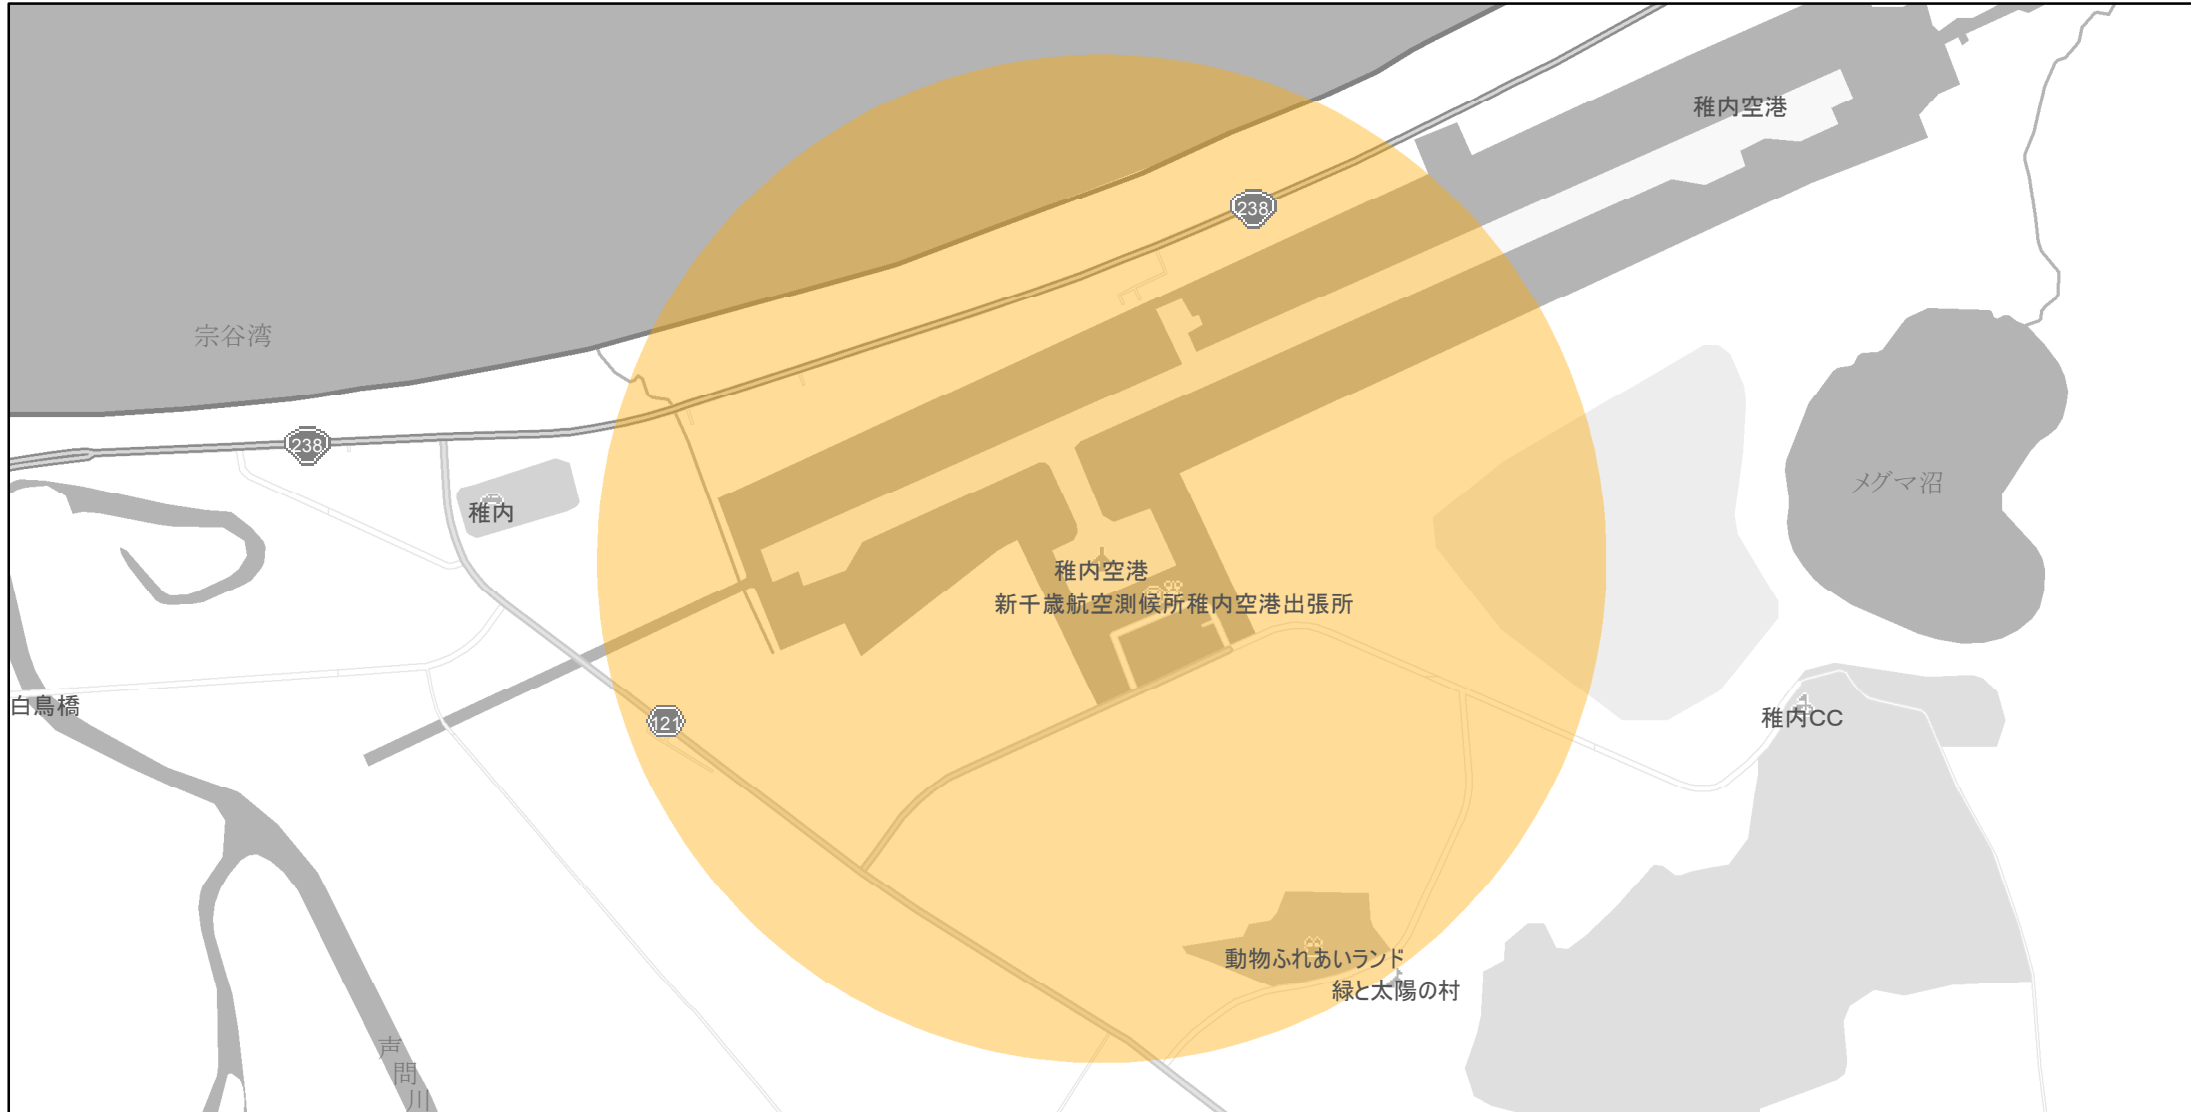 稚内空港
238
宗谷湾
238
メグマ沼
稚内
稚内空港
新千歳航空測候所稚内空港出張所
白鳥橋
121
稚内CC
動物ふれあいランド
緑と太陽の村
声問川